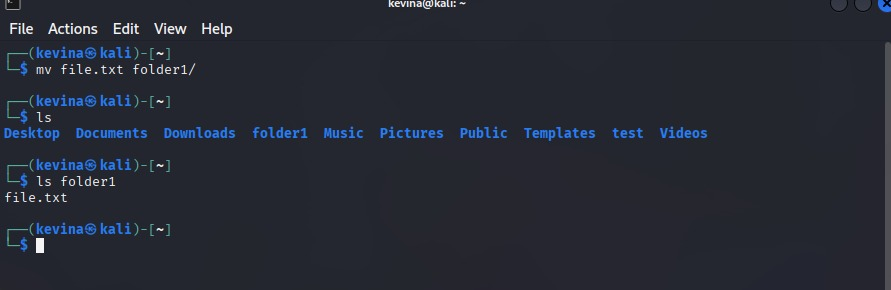 kevina@kali: ~
File Actions Edit View Help
┌──(kevina㉿kali)-[~]
└─$ mv file.txt folder1/
┌──(kevina㉿kali)-[~]
└─$ ls
Desktop Documents Downloads folder1 Music Pictures Public Templates test Videos
┌──(kevina㉿kali)-[~]
└─$ ls folder1
file.txt
┌──(kevina㉿kali)-[~]
└─$